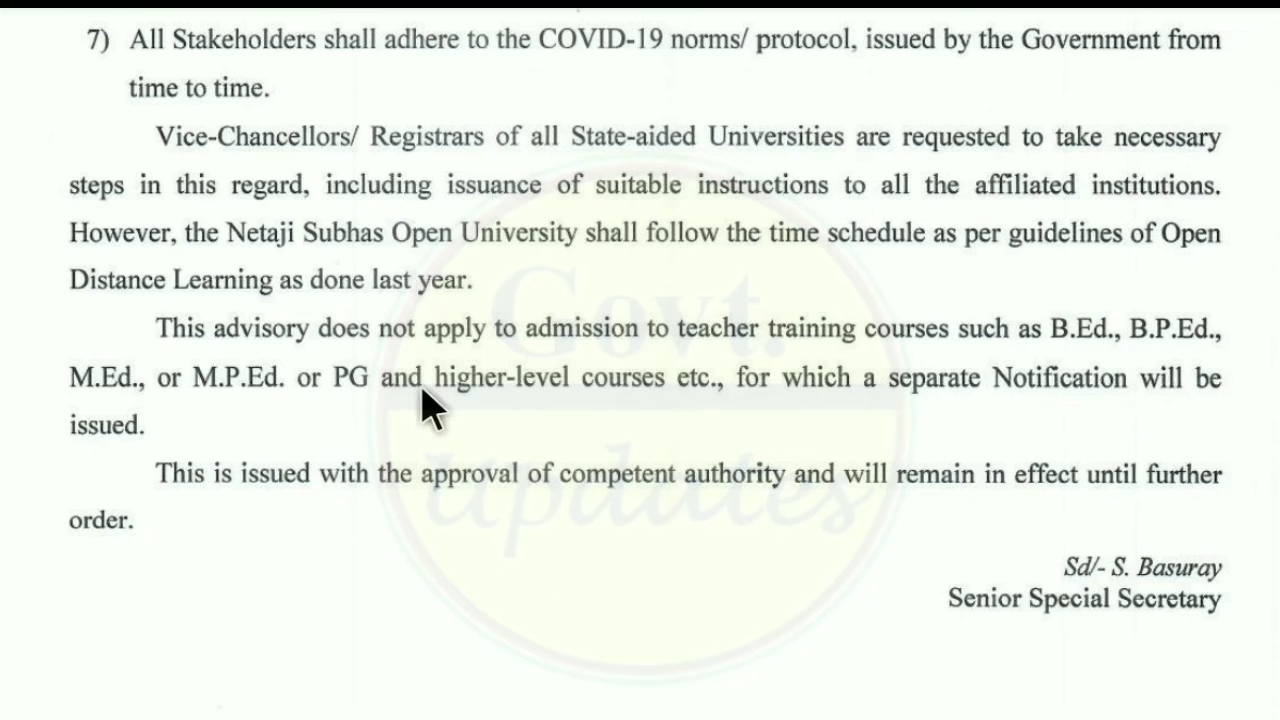 7) All Stakeholders shall adhere to the COVID-19 norms/ protocol, issued by the Government from
time to time.
Vice-Chancellors/ Registrars of all State-aided Universities are requested to take necessary
steps in this regard, including issuance of suitable instructions to all the affiliated institutions.
However, the Netaji Subhas Open University shall follow the time schedule as per guidelines of Open
Distance Learning as done last year.
This advisory does not apply to admission to teacher training courses such as B.Ed., B.P.Ed.,
M.Ed., or M.P.Ed. or PG and higher-level courses etc., for which a separate Notification will be
issued.
This is issued with the approval of competent authority and will remain in effect until further
order.
Sd/- S. Basuray
Senior Special Secretary
Govt.
Updates